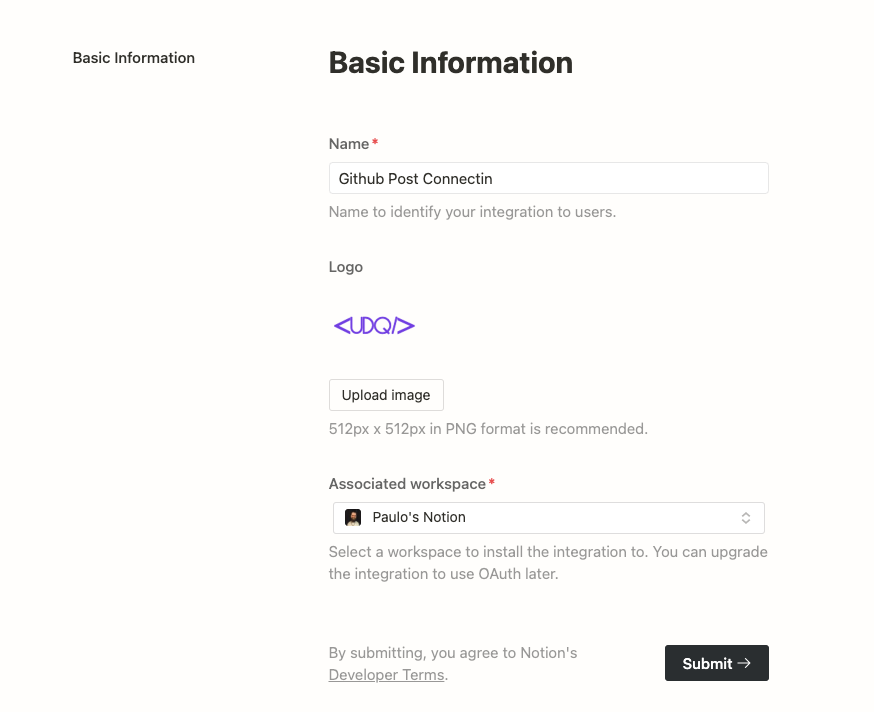 Basic Information
Basic Information
Name*
Github Post Connectin
Name to identify your integration to users.
Logo
<UDQ/>
Upload image
512px x 512px in PNG format is recommended.
Associated workspace*
Paulo's Notion
Select a workspace to install the integration to. You can upgrade
the integration to use OAuth later.
By submitting, you agree to Notion's
Developer Terms.
Submit →